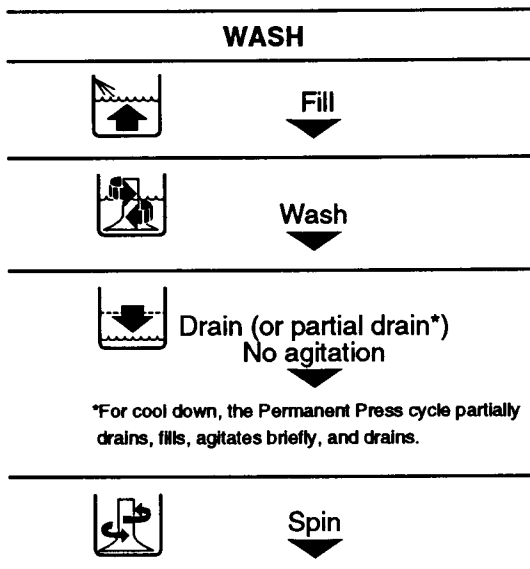 WASH
Fill
Wash
Drain (or partial drain*)
No agitation
*For cool down, the Permanent Press cycle partially
drains, fills, agitates briefly, and drains.
Spin